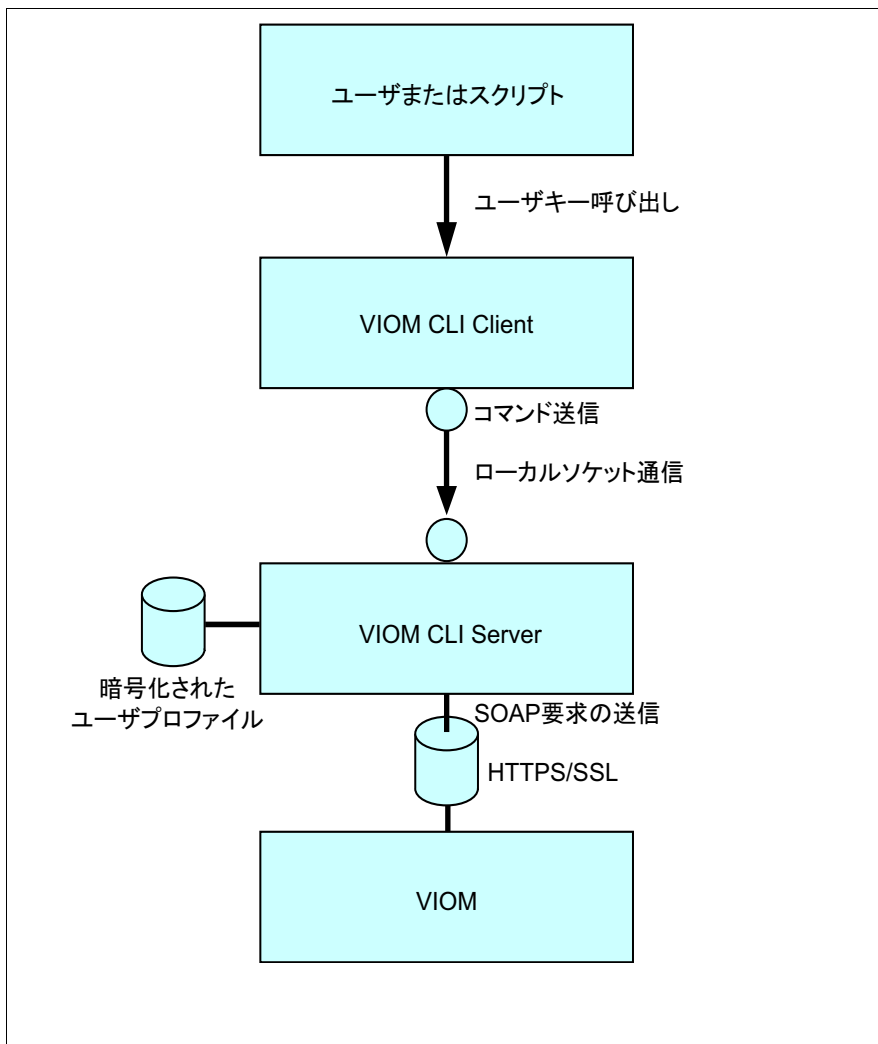 ユーザまたはスクリプト
ユーザキー呼び出し
VIOM CLI Client
コマンド送信
ローカルソケット通信
VIOM CLI Server
暗号化された
ユーザプロファイル
SOAP要求の送信
HTTPS/SSL
VIOM